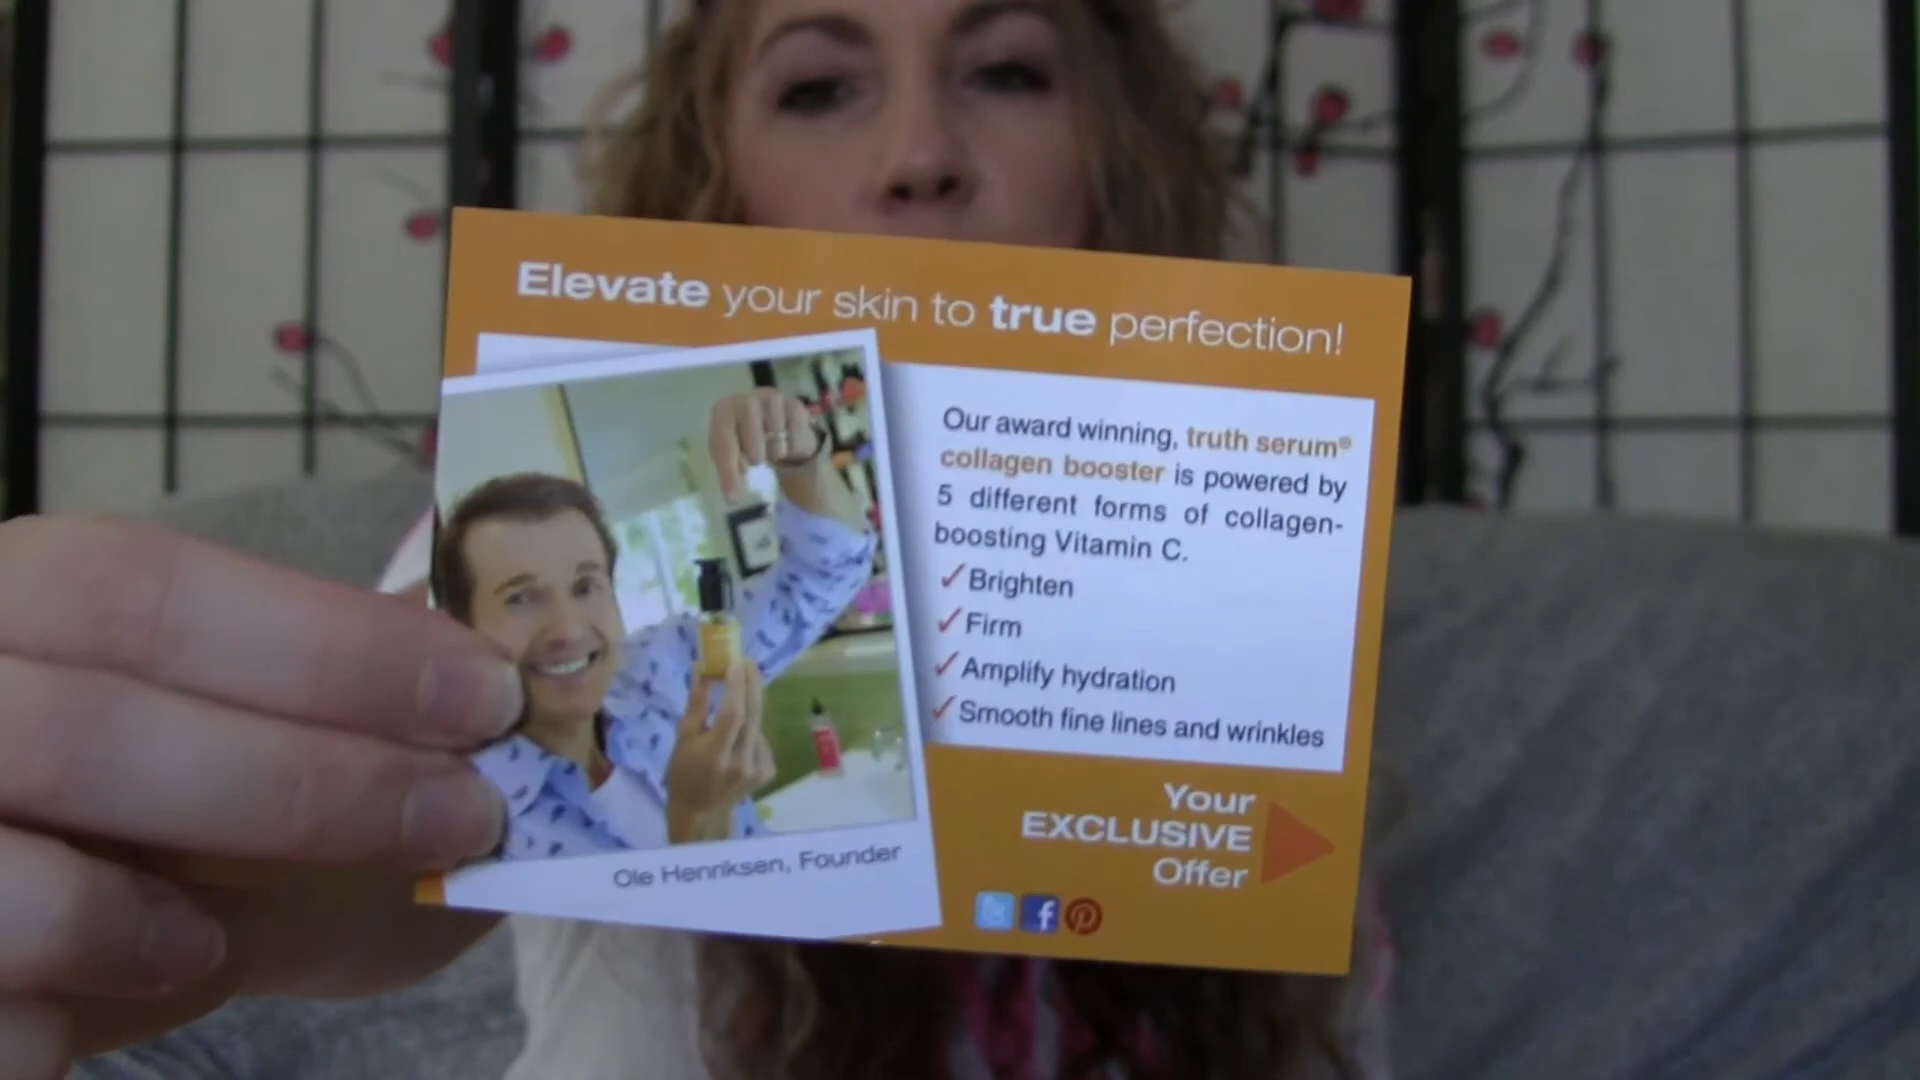 Elevate your skin to true perfection!
Our award winning, truth serum®
collagen booster is powered by
5 different forms of collagen-
boosting Vitamin C.
✓Brighten
✓Firm
✓Amplify hydration
✓Smooth fine lines and wrinkles
Ole Henriksen, Founder
Your
EXCLUSIVE
Offer